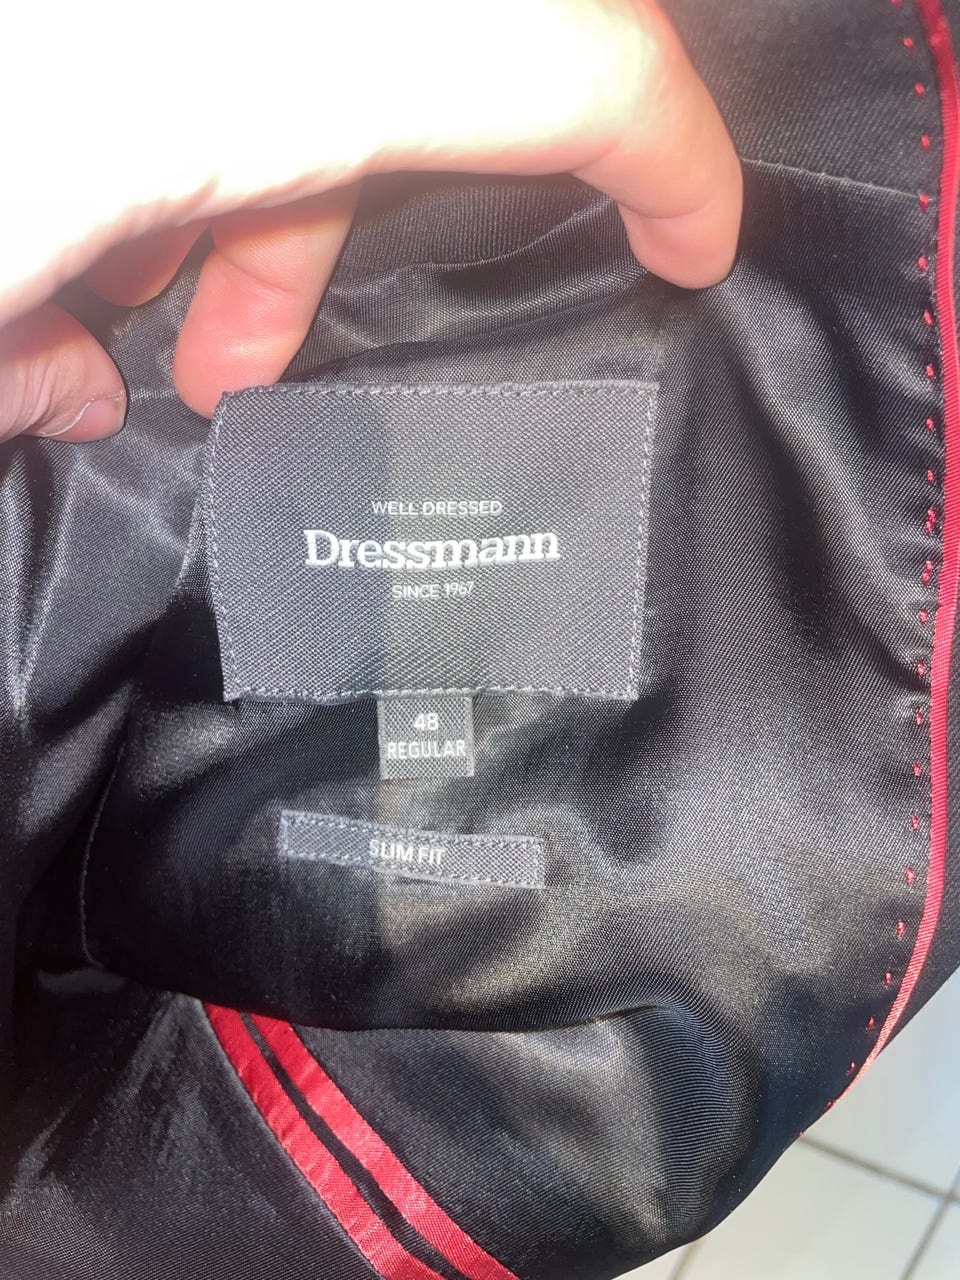 WELL DRESSED
Dressmann
SINCE 1967
48
REGULAR
SLIM FIT